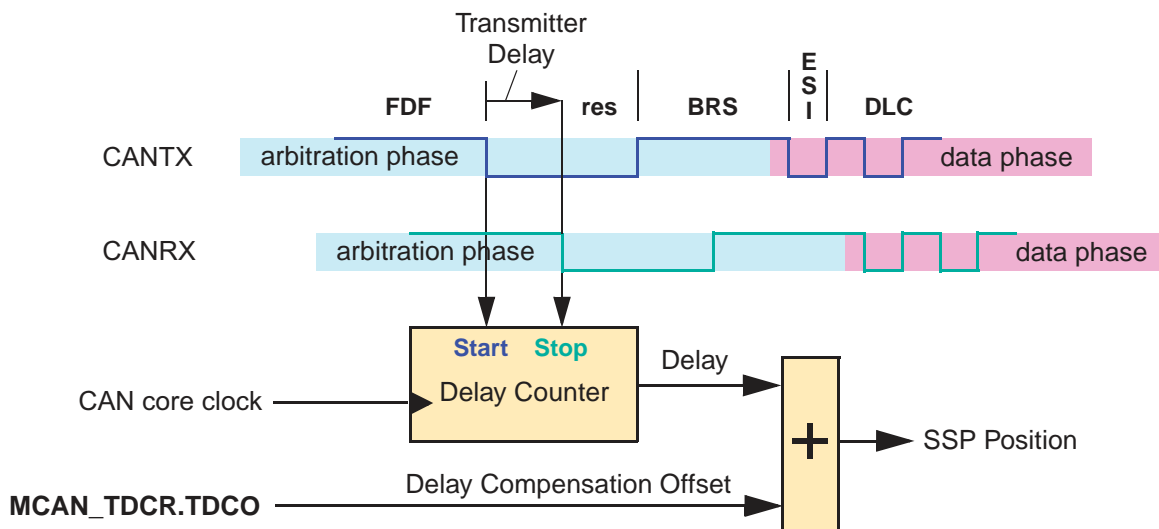 Transmitter
Delay
FDF
res
BRS
ESI
DLC
CANTX
arbitration phase
data phase
CANRX
arbitration phase
data phase
Start
Stop
Delay Counter
CAN core clock
Delay
+
SSP Position
Delay Compensation Offset
MCAN_TDCR.TDCO